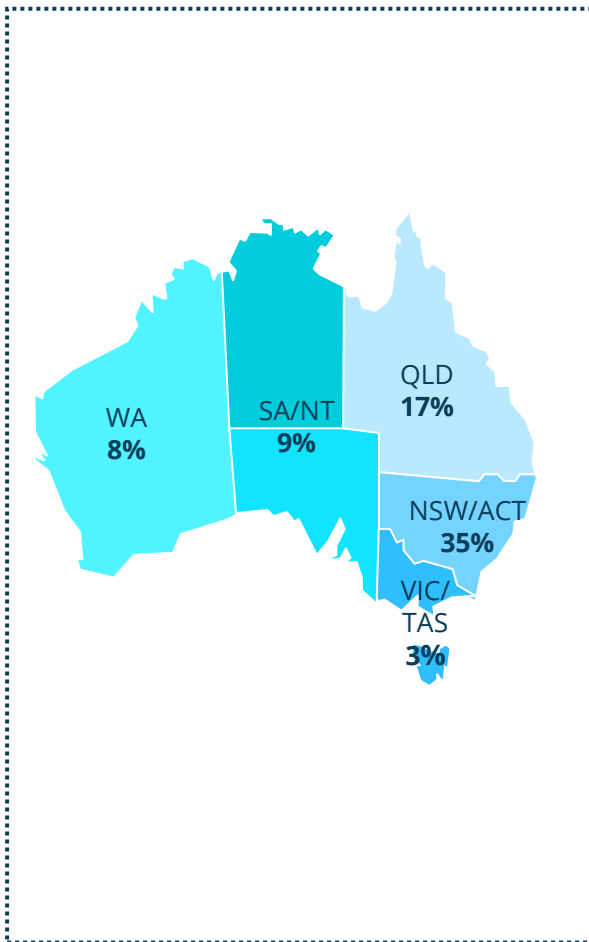 QLD
17%
SA/NT
9%
WA
8%
NSW/ACT
35%
VIC/
TAS
3%